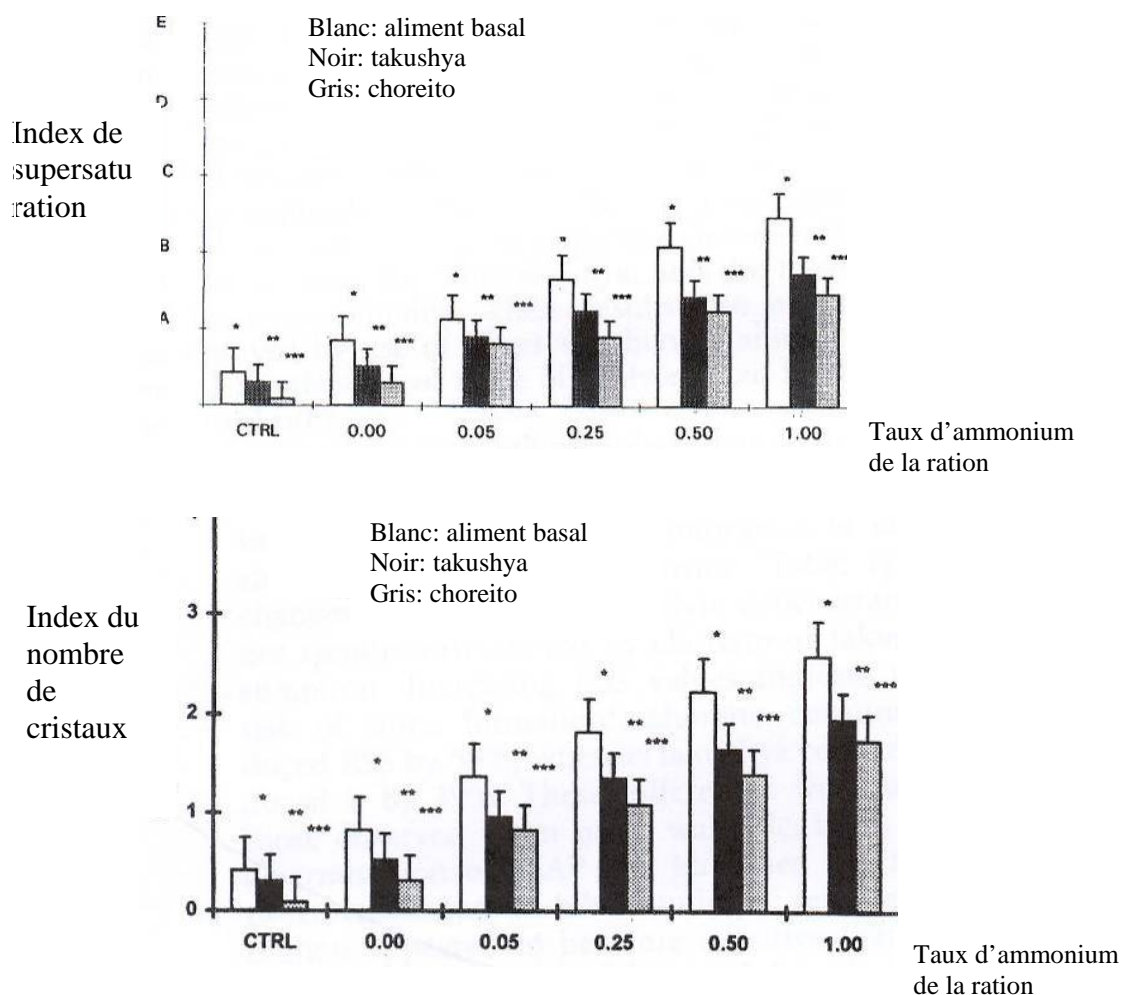 E
Blanc: aliment basal
Noir: takushya
Gris: choreito
D
Index de
supersatu
ration
C
B
A
* ** ***
* ** ***
* ** ***
* ** ***
* ** ***
* ** ***
CTRL 0.00 0.05 0.25 0.50 1.00
Taux d’ammonium
de la ration
Blanc: aliment basal
Noir: takushya
Gris: choreito
3
Index du
nombre
de
cristaux
2
1
0
* ** ***
* ** ***
* ** ***
* ** ***
* ** ***
* ** ***
CTRL 0.00 0.05 0.25 0.50 1.00
Taux d’ammonium
de la ration